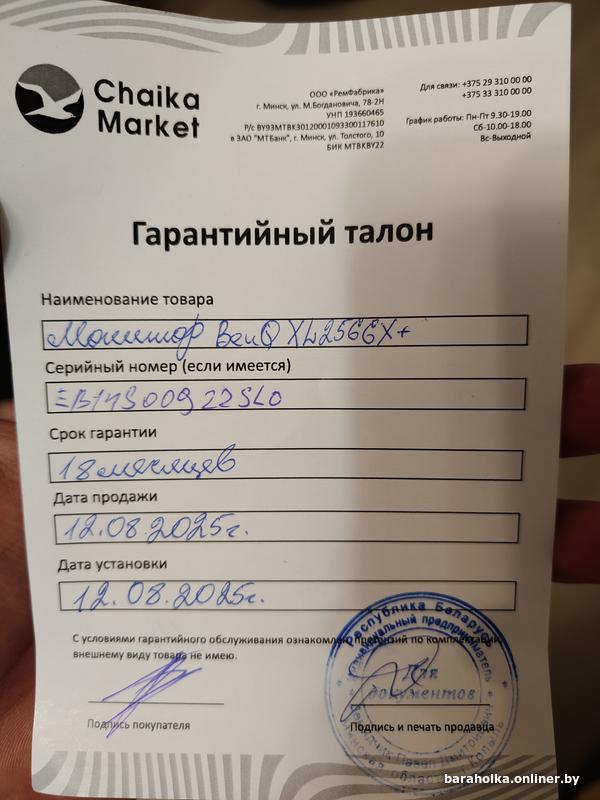 Chaika
Market
ООО «РемФабрика»
г. Минск, ул. М.Богдановича, 78-2Н
УНП 193660465
Р/с BY93MTBK30120001093300117610
в ЗАО "МТБанк", г. Минск, ул. Толстого, 10
БИК MTBKBY22
Для связи: +375 29 310 00 00
+375 33 310 00 00
График работы: Пн-Пт 9.30-19.00
Сб-10.00-18.00
Вс-Выходной
Гарантийный талон
Наименование товара
Монитор BenQ XL2566X+
Серийный номер (если имеется)
EB14S00922SL0
Срок гарантии
18 месяцев
Дата продажи
12.08.2025г.
Дата установки
12.08.2025г.
С условиями гарантийного обслуживания ознакомлен, претензий по комплектации,
внешнему виду товара не имею.
Подпись покупателя
Подпись и печать продавца
Республика Беларусь
Индивидуальный предприниматель
Для
документов
baraholka.onliner.by